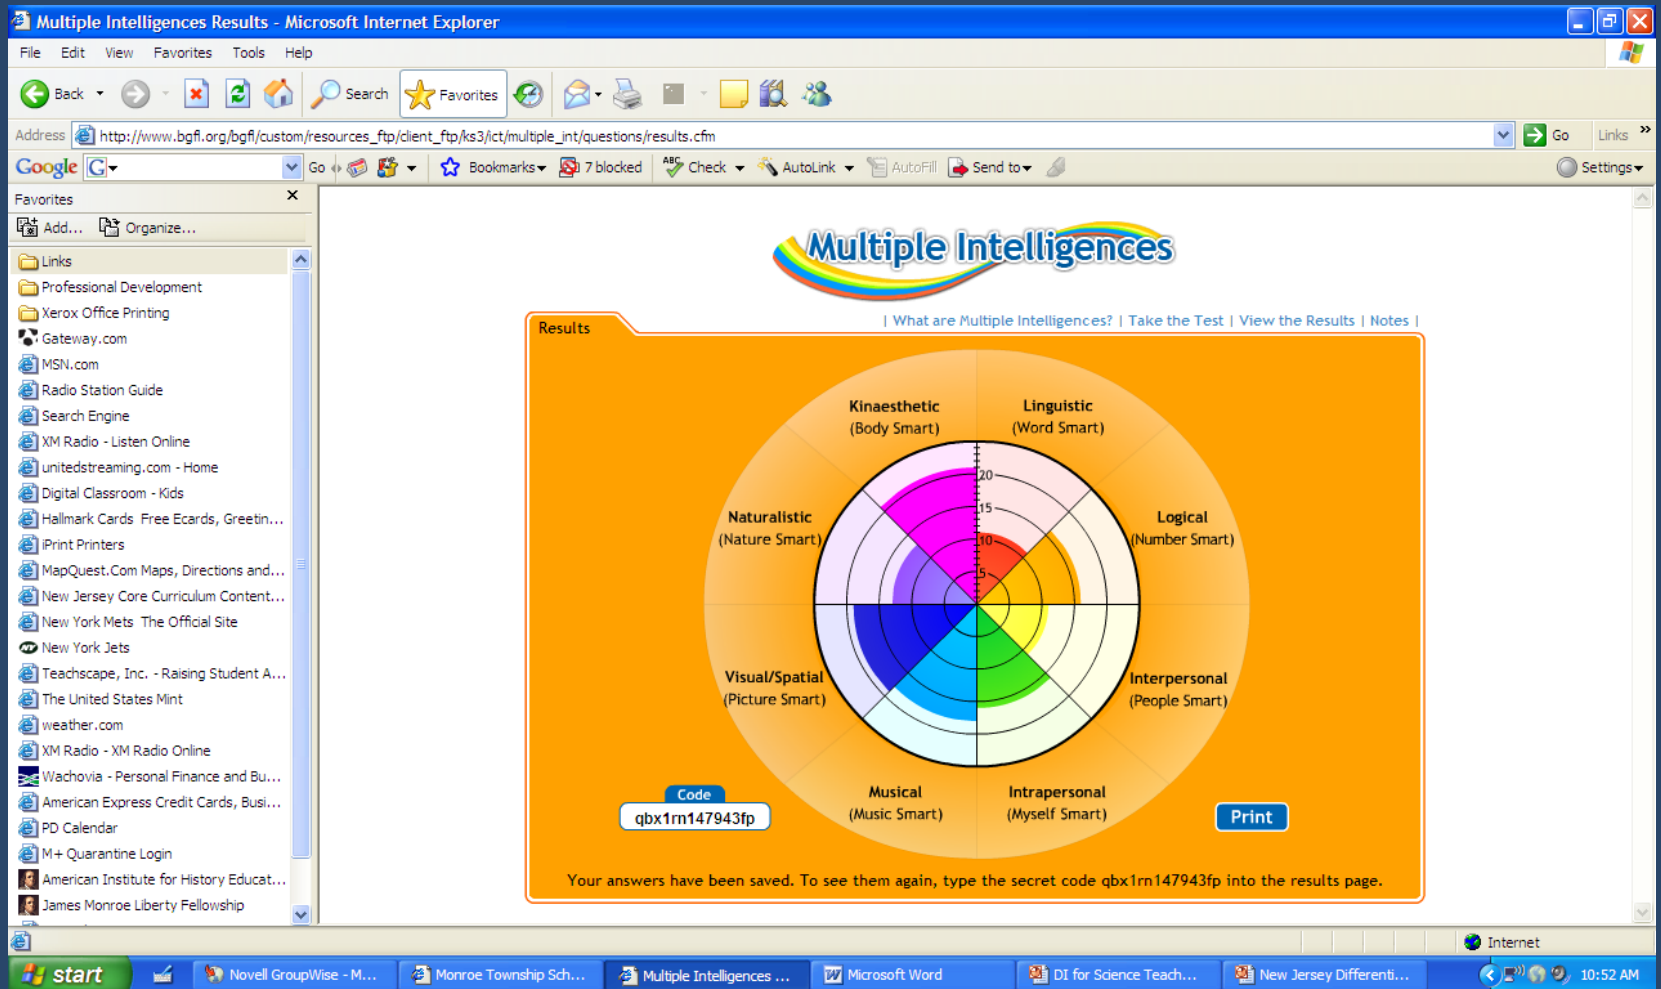 Multiple Intelligences Results - Microsoft Internet Explorer
File Edit View Favorites Tools Help
Back Search Favorites
Address http://www.bgfl.org/bgfl/custom/resources_ftp/client_ftp/ks3/ict/multiple_int/questions/results.cfm Go Links »
Google G Go Bookmarks 7 blocked ABC Check AutoLink AutoFill Send to Settings
Favorites
Add... Organize...
Links
Professional Development
Xerox Office Printing
Gateway.com
MSN.com
Radio Station Guide
Search Engine
XM Radio - Listen Online
unitedstreaming.com - Home
Digital Classroom - Kids
Hallmark Cards Free Ecards, Greetin...
iPrint Printers
MapQuest.Com Maps, Directions and...
New Jersey Core Curriculum Content...
New York Mets The Official Site
New York Jets
Teachscape, Inc. - Raising Student A...
The United States Mint
weather.com
XM Radio - XM Radio Online
Wachovia - Personal Finance and Bu...
American Express Credit Cards, Busi...
PD Calendar
M+ Quarantine Login
American Institute for History Educat...
James Monroe Liberty Fellowship
Multiple Intelligences
| What are Multiple Intelligences? | Take the Test | View the Results | Notes |
Results
Kinaesthetic
(Body Smart)
Linguistic
(Word Smart)
20
15
10
5
Naturalistic
(Nature Smart)
Logical
(Number Smart)
Visual/Spatial
(Picture Smart)
Interpersonal
(People Smart)
Musical
(Music Smart)
Intrapersonal
(Myself Smart)
Code
qbx1rn147943fp
Print
Your answers have been saved. To see them again, type the secret code qbx1rn147943fp into the results page.
Internet
start Novell GroupWise - M... Monroe Township Sch... Multiple Intelligences ... Microsoft Word DI for Science Teach... New Jersey Differenti... 10:52 AM